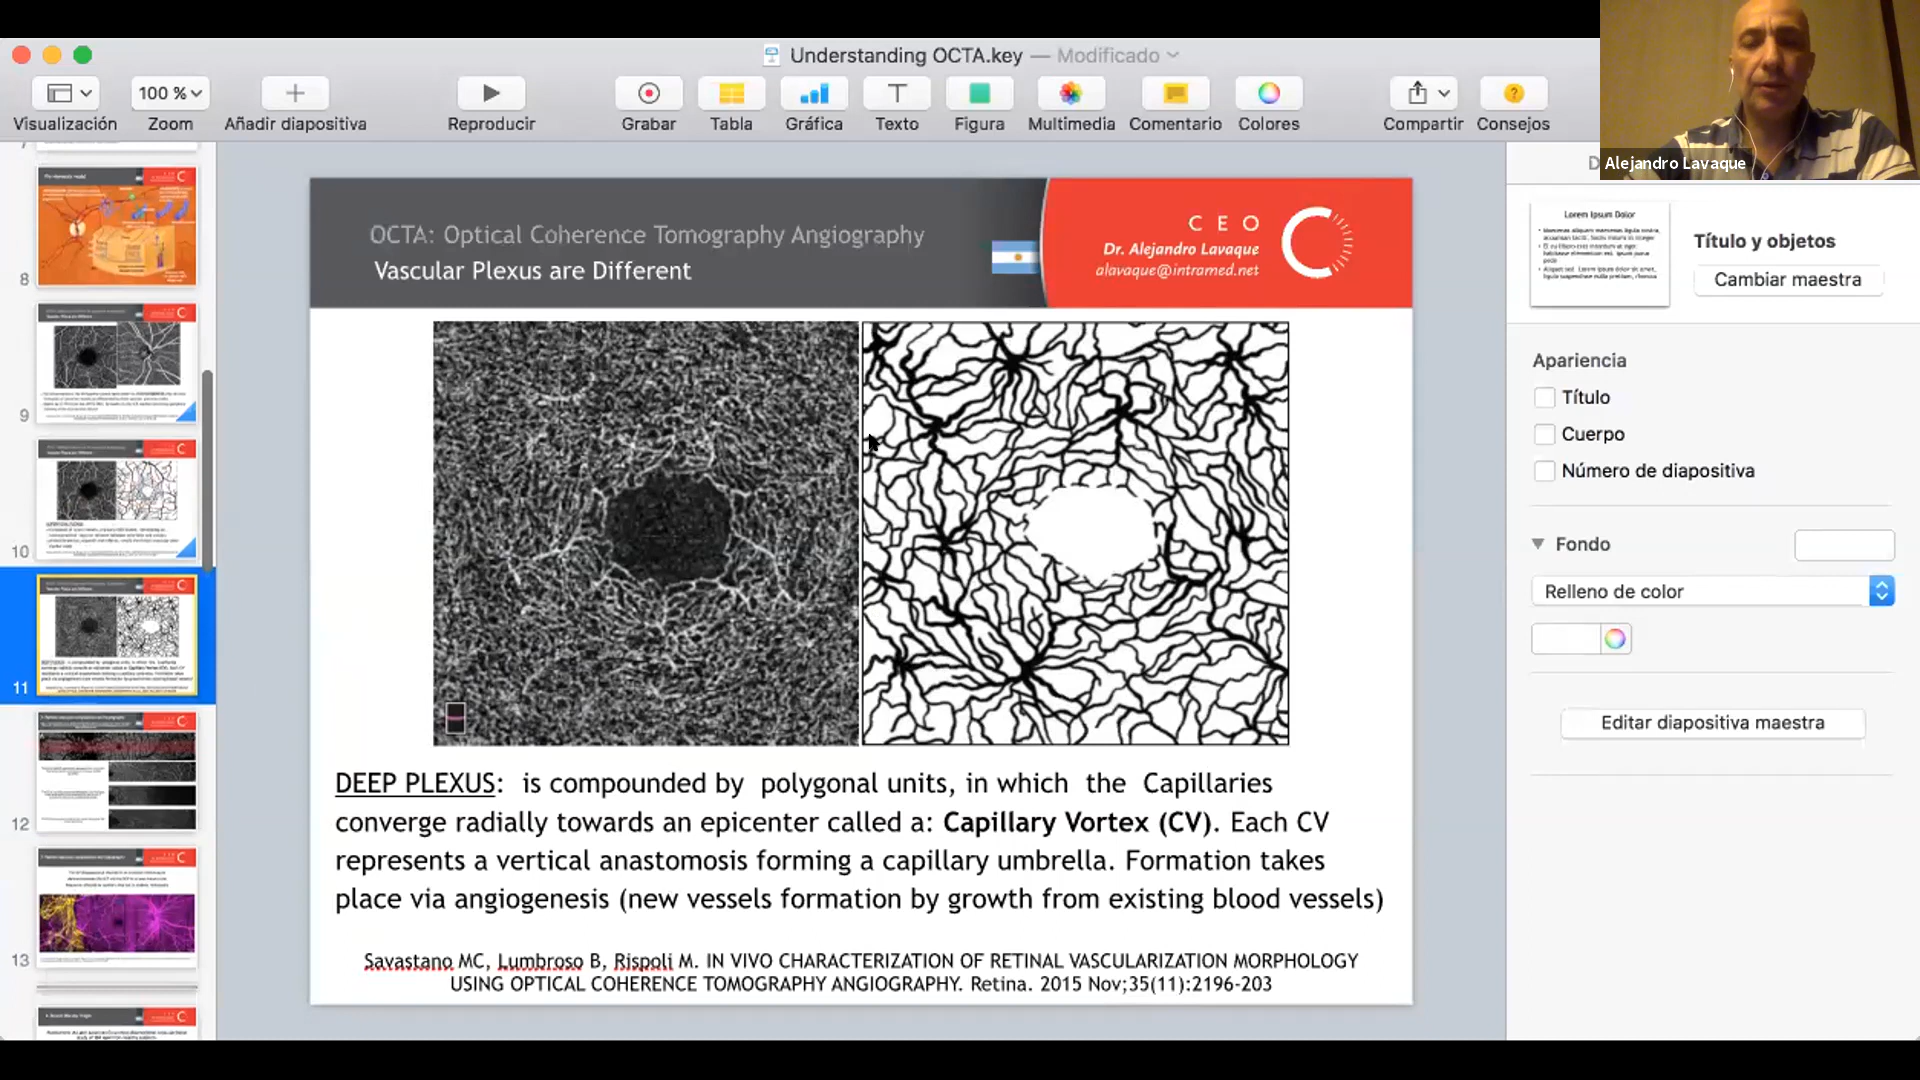 Understanding OCTA.key — Modificado
Visualización
100 %
Zoom
Añadir diapositiva
Reproducir
Grabar
Tabla
Gráfica
Texto
Figura
Multimedia
Comentario
Colores
Compartir
Consejos
Alejandro Lavaque
8
9
10
11
12
13
OCTA: Optical Coherence Tomography Angiography
Vascular Plexus are Different
CEO
Dr. Alejandro Lavaque
alavaque@intramed.net
DEEP PLEXUS: is compounded by polygonal units, in which the Capillaries
converge radially towards an epicenter called a: Capillary Vortex (CV). Each CV
represents a vertical anastomosis forming a capillary umbrella. Formation takes
place via angiogenesis (new vessels formation by growth from existing blood vessels)
Savastano MC, Lumbroso B, Rispoli M. IN VIVO CHARACTERIZATION OF RETINAL VASCULARIZATION MORPHOLOGY
USING OPTICAL COHERENCE TOMOGRAPHY ANGIOGRAPHY. Retina. 2015 Nov;35(11):2196-203
Lorem Ipsum Dolor
Título y objetos
Cambiar maestra
Apariencia
Título
Cuerpo
Número de diapositiva
Fondo
Relleno de color
Editar diapositiva maestra